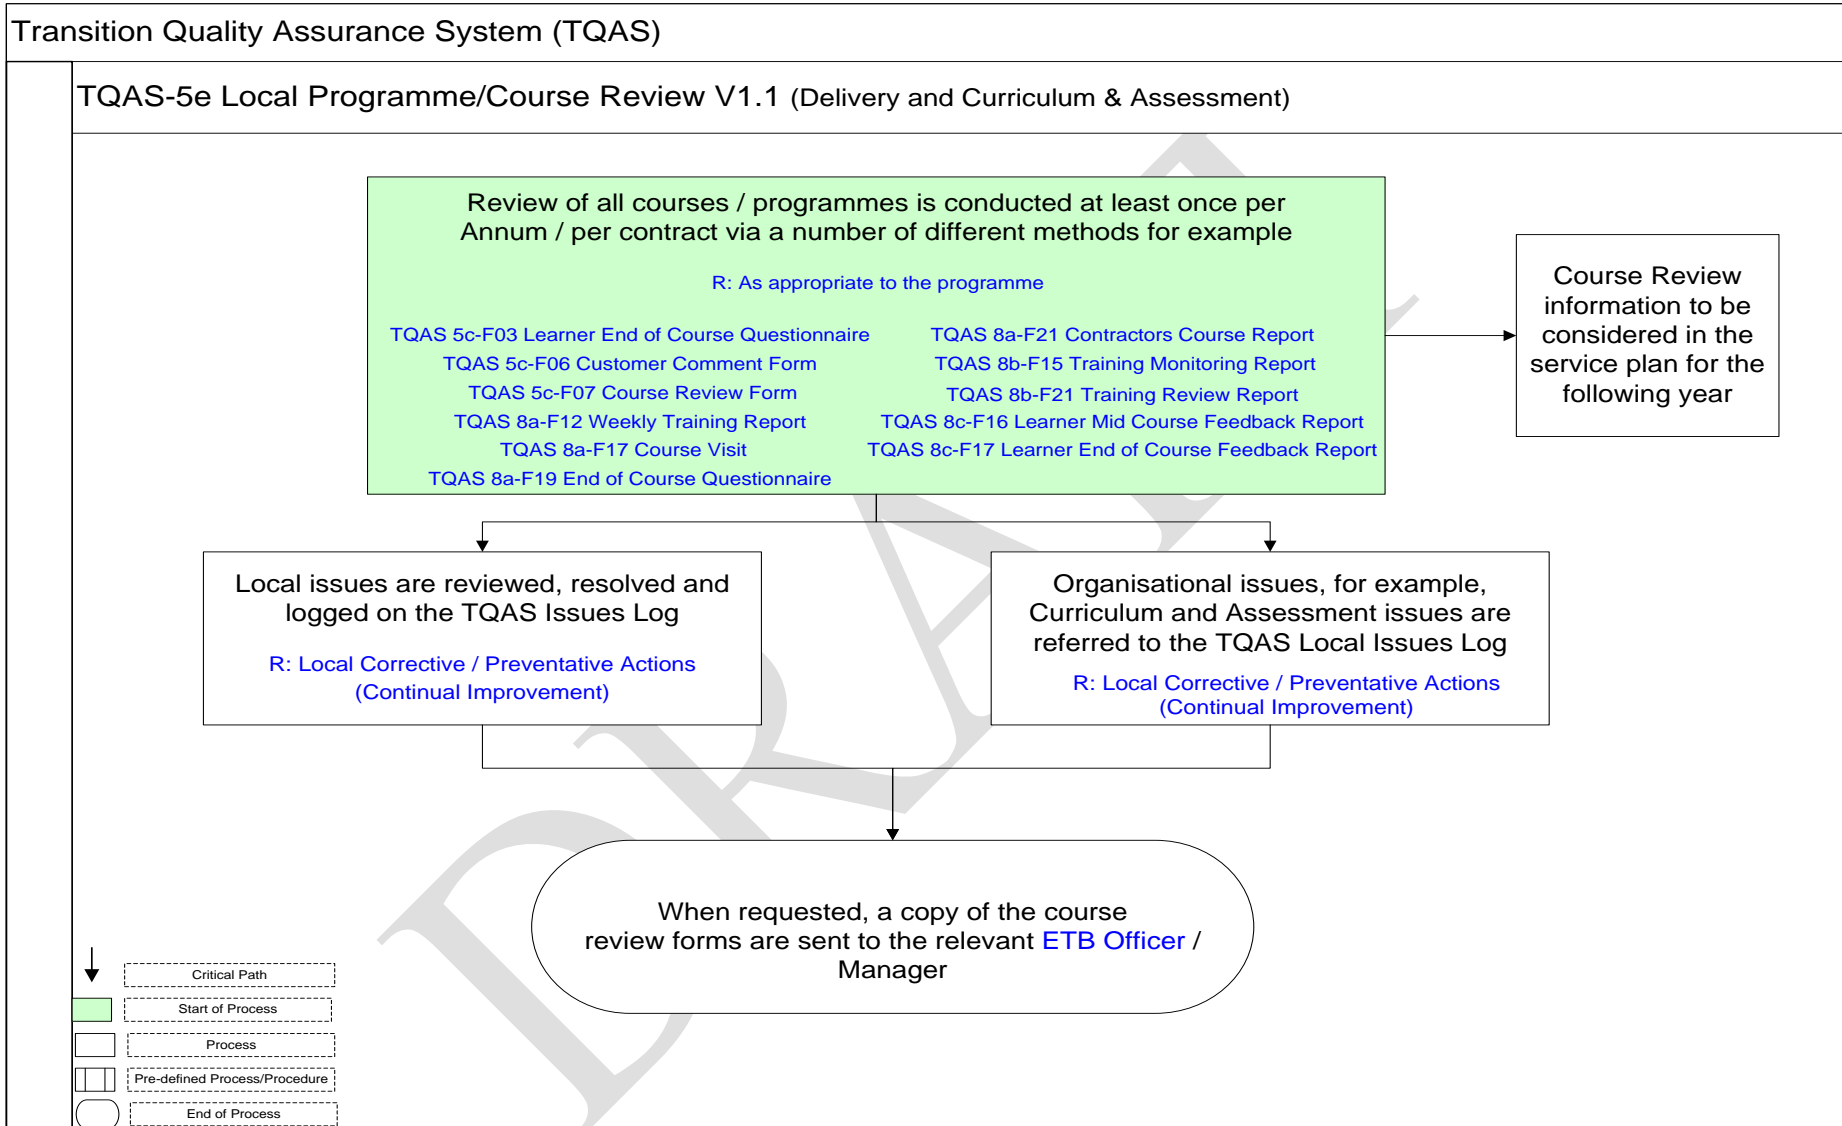 Transition Quality Assurance System (TQAS)
TQAS-5e Local Programme/Course Review V1.1 (Delivery and Curriculum & Assessment)
Review of all courses / programmes is conducted at least once per
Annum / per contract via a number of different methods for example
R: As appropriate to the programme
TQAS 5c-F03 Learner End of Course Questionnaire
TQAS 5c-F06 Customer Comment Form
TQAS 5c-F07 Course Review Form
TQAS 8a-F12 Weekly Training Report
TQAS 8a-F17 Course Visit
TQAS 8a-F19 End of Course Questionnaire
TQAS 8a-F21 Contractors Course Report
TQAS 8b-F15 Training Monitoring Report
TQAS 8b-F21 Training Review Report
TQAS 8c-F16 Learner Mid Course Feedback Report
TQAS 8c-F17 Learner End of Course Feedback Report
Course Review
information to be
considered in the
service plan for the
following year
Local issues are reviewed, resolved and
logged on the TQAS Issues Log
R: Local Corrective / Preventative Actions
(Continual Improvement)
Organisational issues, for example,
Curriculum and Assessment issues are
referred to the TQAS Local Issues Log
R: Local Corrective / Preventative Actions
(Continual Improvement)
When requested, a copy of the course
review forms are sent to the relevant ETB Officer /
Manager
Critical Path
Start of Process
Process
Pre-defined Process/Procedure
End of Process
DRAFT